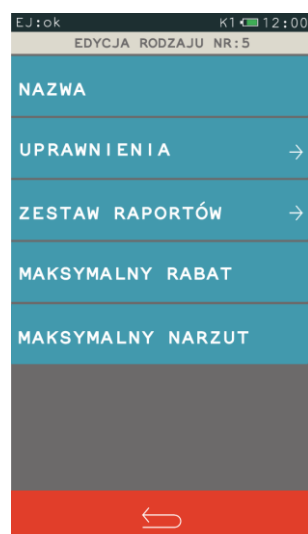 EJ:ok K1 12:00
EDYCJA RODZAJU NR:5
NAZWA
UPRAWNIENIA
ZESTAW RAPORTÓW
MAKSYMALNY RABAT
MAKSYMALNY NARZUT